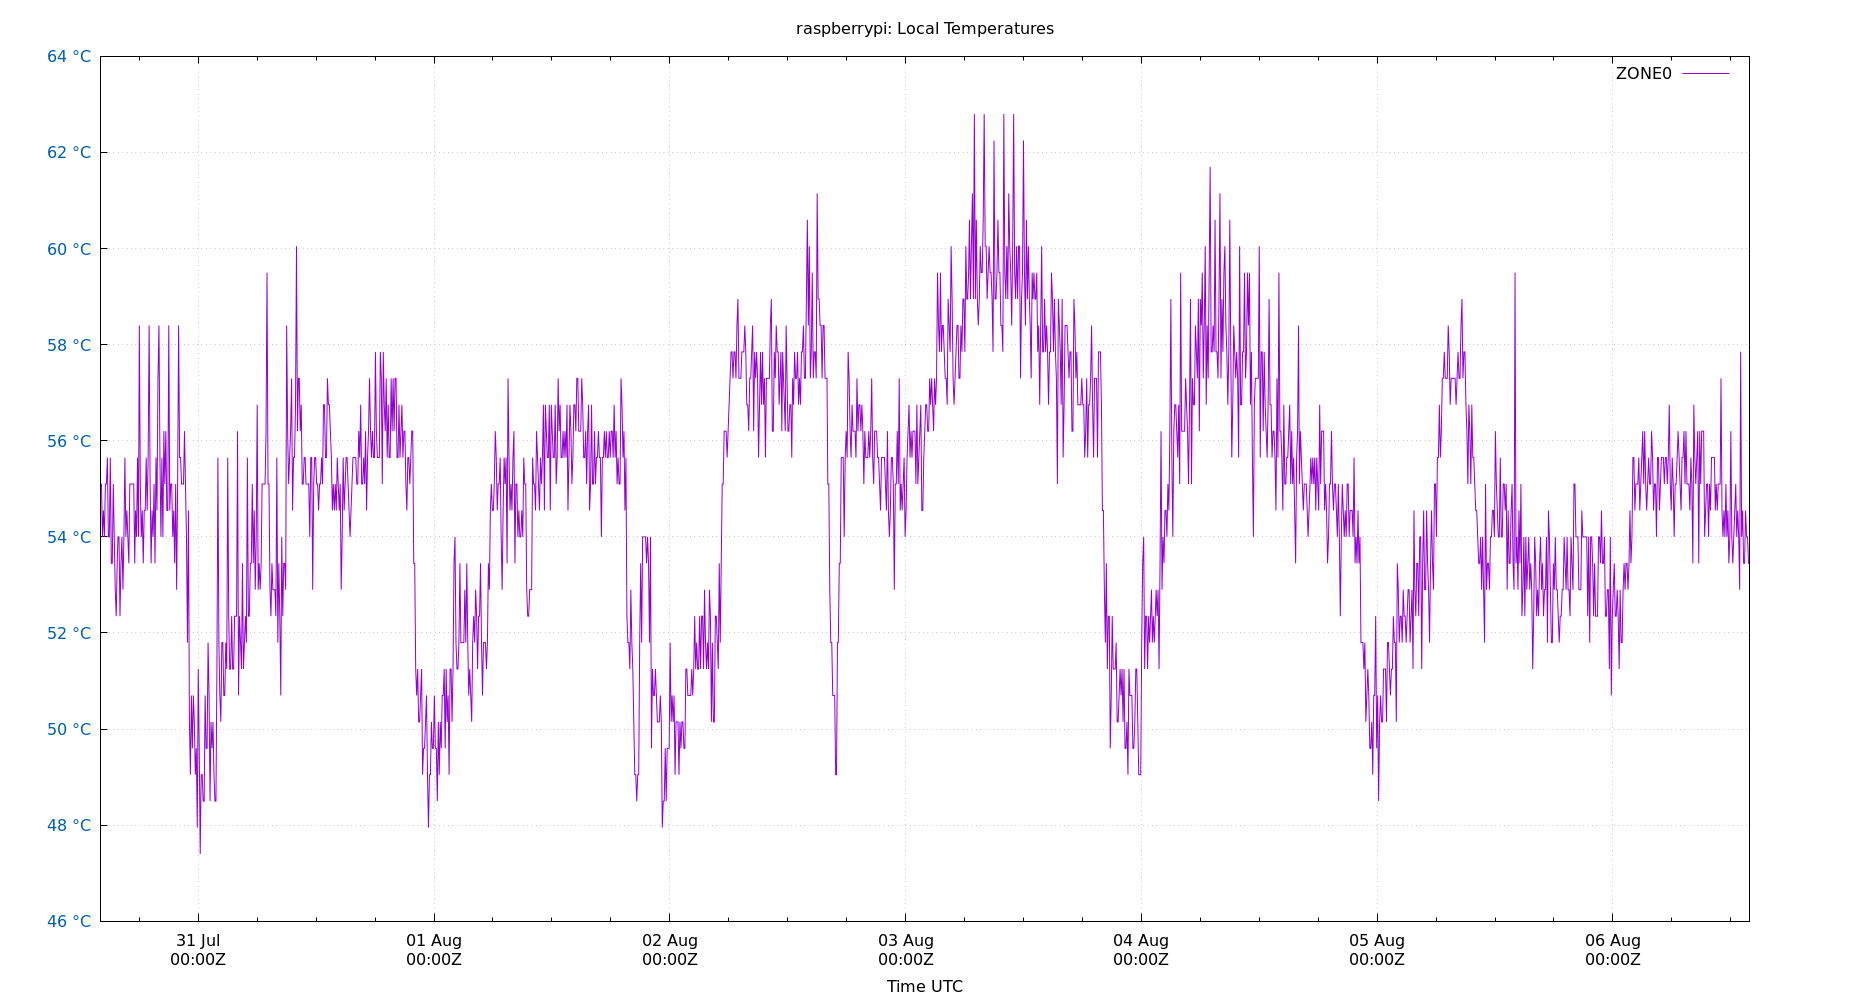 raspberrypi: Local Temperatures
64 °C
ZONE0
62 °C
60 °C
58 °C
56 °C
54 °C
52 °C
50 °C
48 °C
46 °C
31 Jul 01 Aug 02 Aug 03 Aug 04 Aug 05 Aug 06 Aug
00:00Z 00:00Z 00:00Z 00:00Z 00:00Z 00:00Z 00:00Z
Time UTC